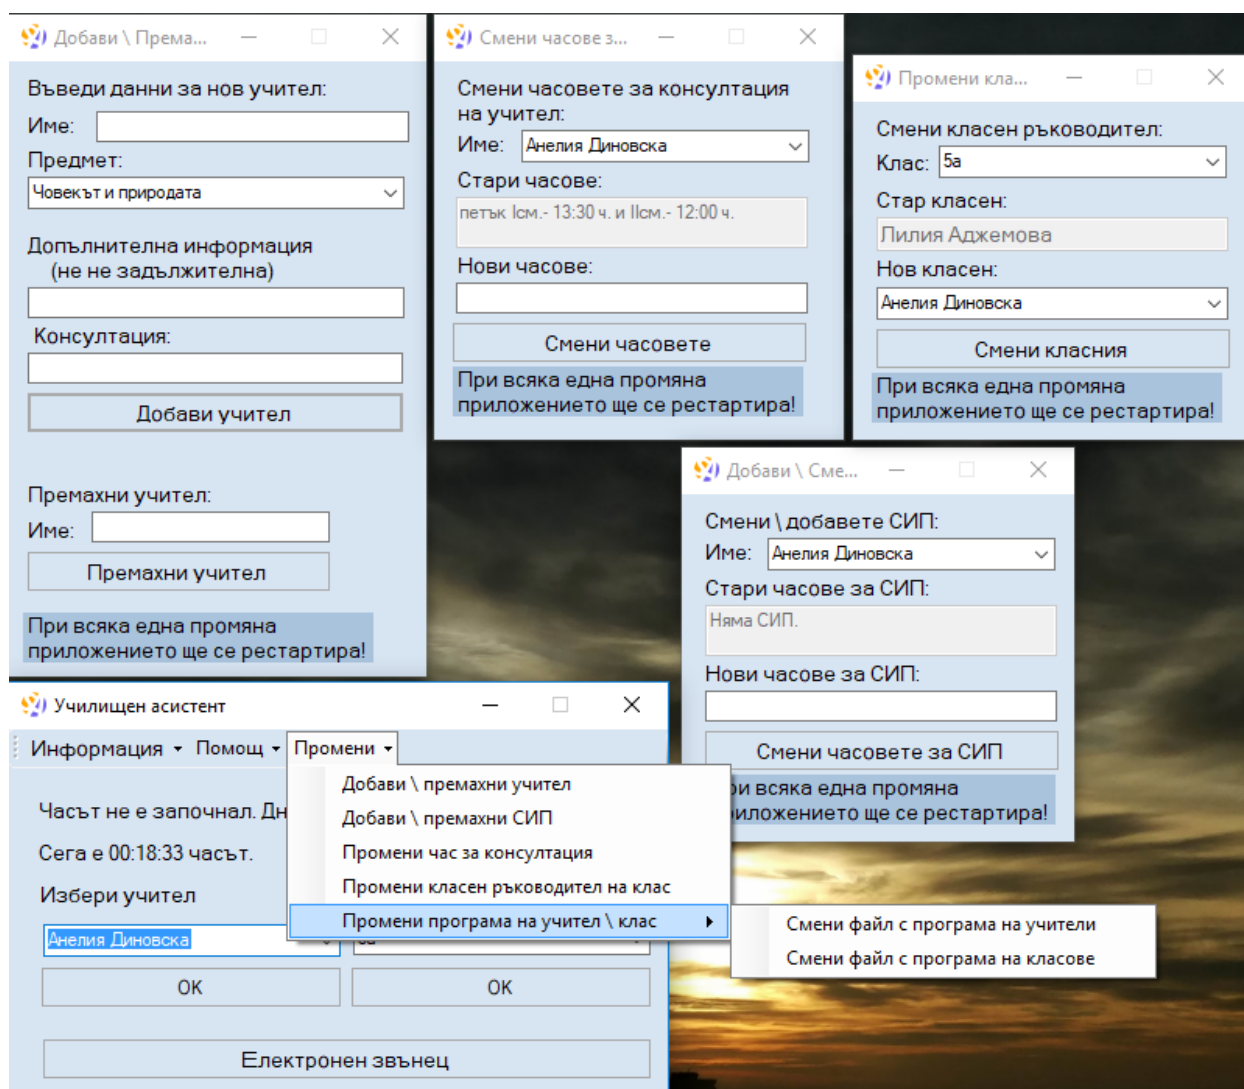 Добави \ Према...
Въведи данни за нов учител:
Име:
Предмет:
Човекът и природата
Допълнителна информация
(не не задължителна)
Консултация:
Добави учител
Премахни учител:
Име:
Премахни учител
При всяка една промяна
приложението ще се рестартира!
Смени часове з...
Смени часовете за консултация
на учител:
Име: Анелия Диновска
Стари часове:
петък Iсм.- 13:30 ч. и IIсм.- 12:00 ч.
Нови часове:
Смени часовете
При всяка една промяна
приложението ще се рестартира!
Промени кла...
Смени класен ръководител:
Клас: 5а
Стар класен:
Лилия Аджемова
Нов класен:
Анелия Диновска
Смени класния
При всяка една промяна
приложението ще се рестартира!
Добави \ Сме...
Смени \ добавете СИП:
Име: Анелия Диновска
Стари часове за СИП:
Няма СИП.
Нови часове за СИП:
Смени часовете за СИП
ри всяка една промяна
иложението ще се рестартира!
Училищен асистент
Информация Помощ Промени
Часът не е започнал. Дн
Сега е 00:18:33 часът.
Избери учител
Анелия Диновска
OK OK
Електронен звънец
Добави \ премахни учител
Добави \ премахни СИП
Промени час за консултация
Промени класен ръководител на клас
Промени програма на учител \ клас
Смени файл с програма на учители
Смени файл с програма на класове